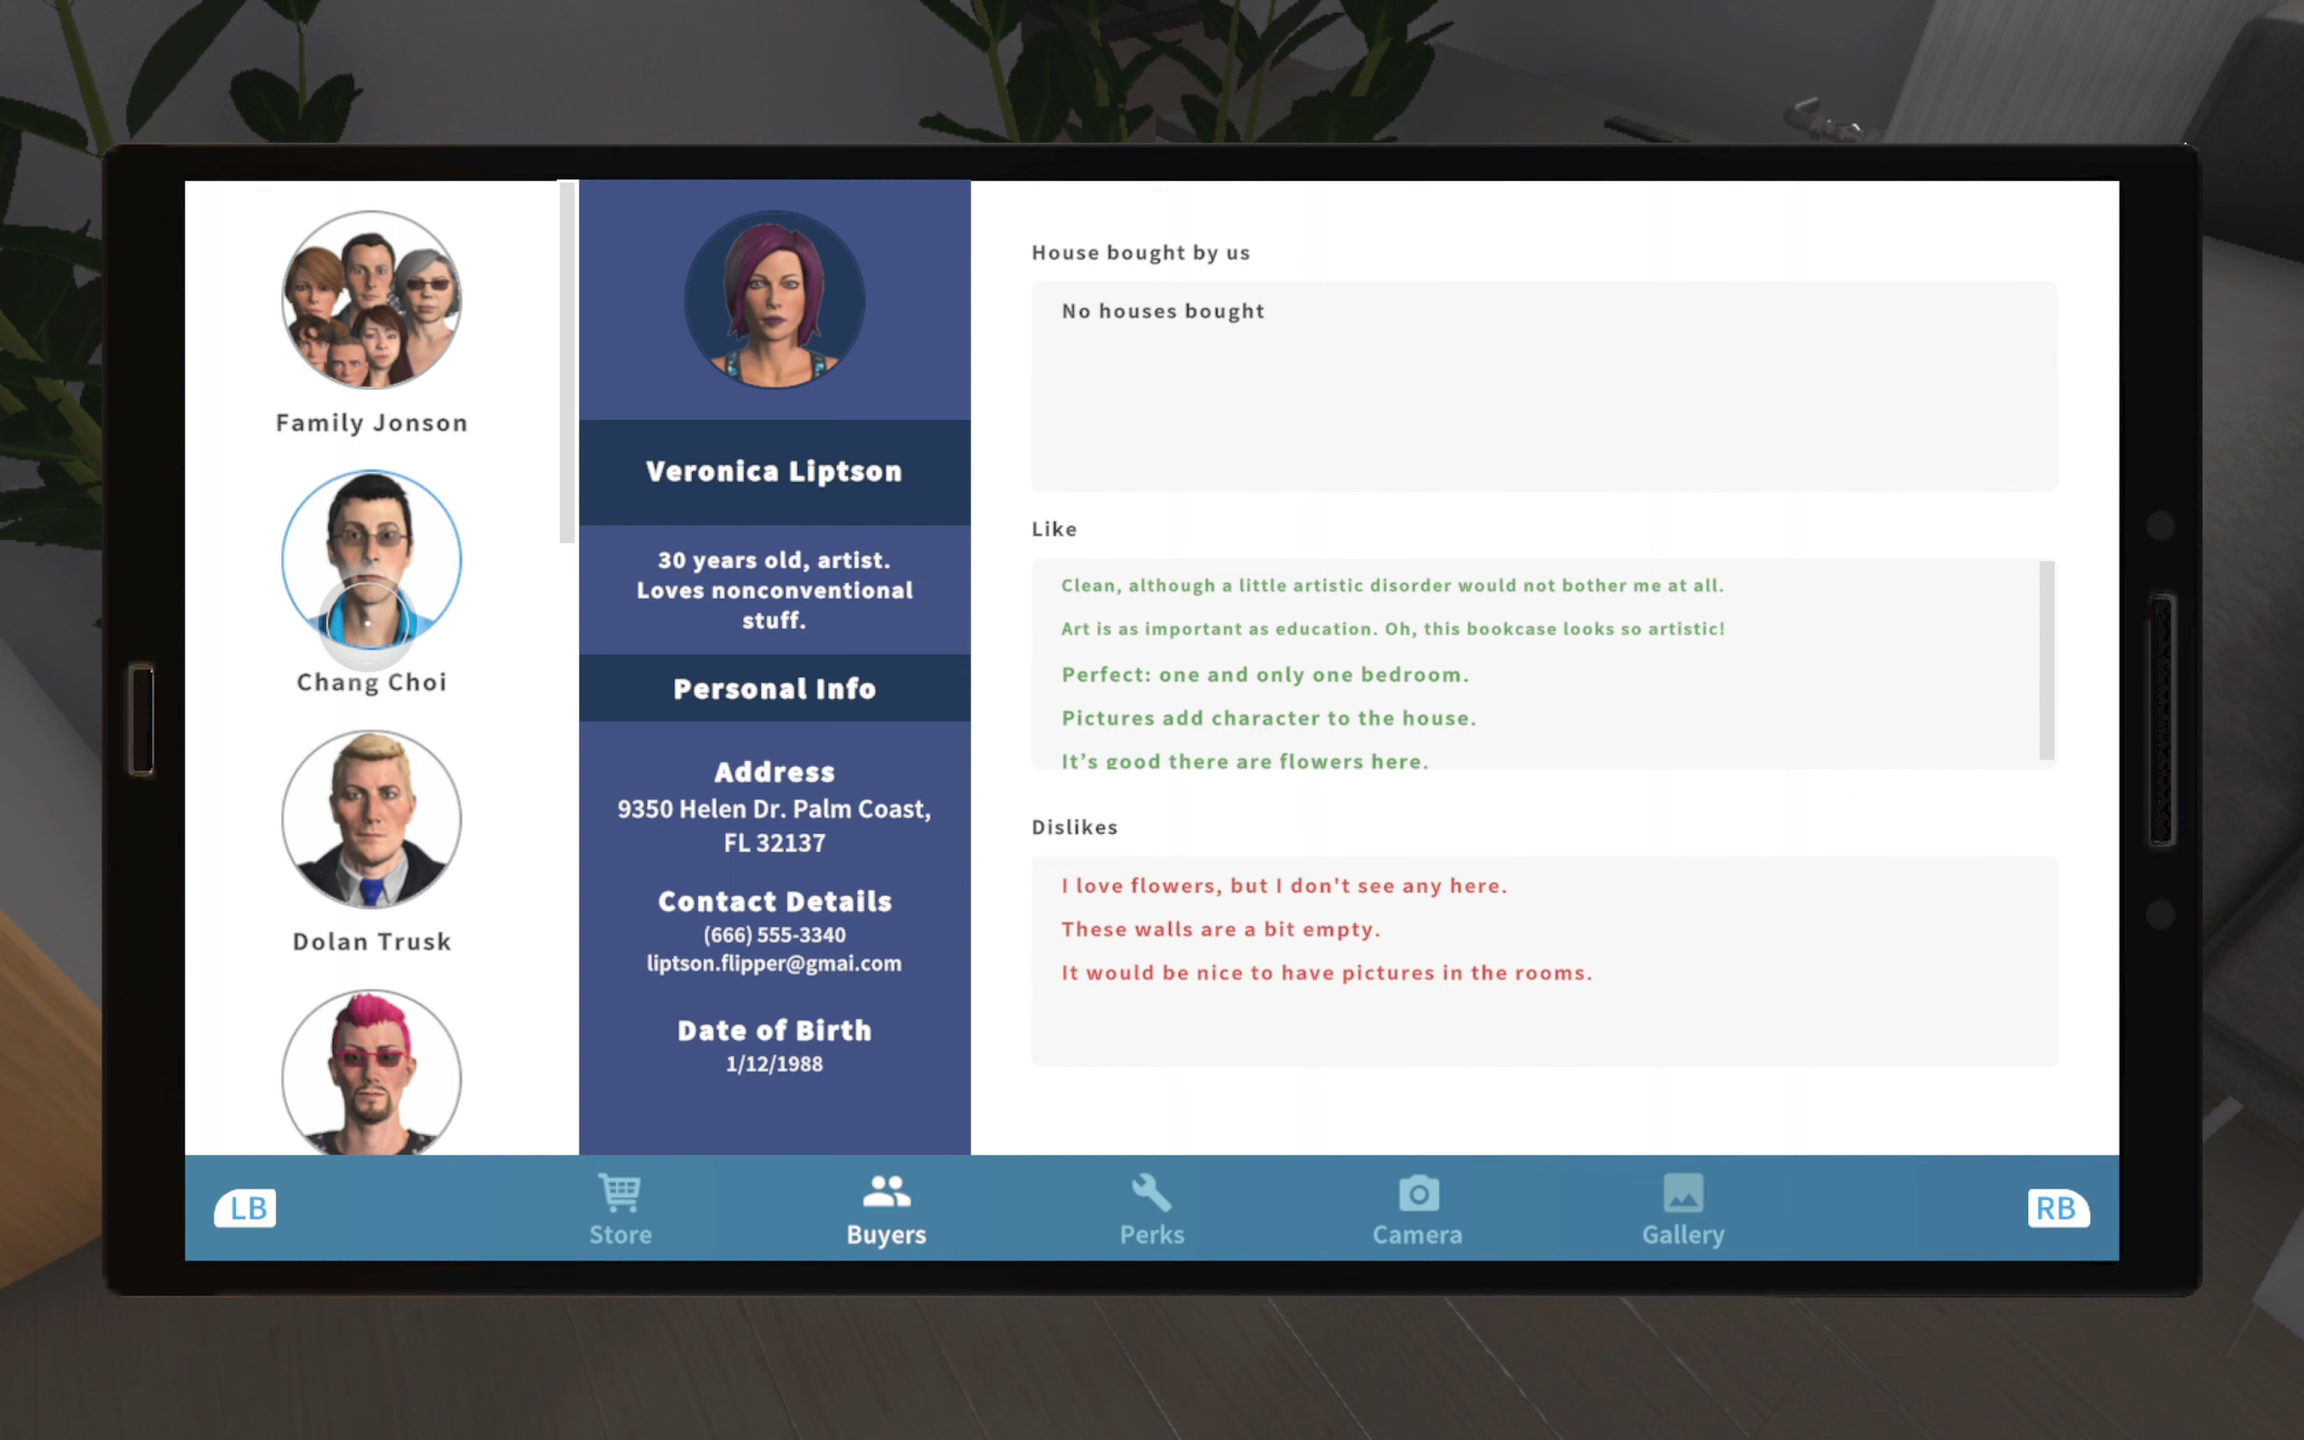 Family Jonson
Chang Choi
Dolan Trusk
Veronica Liptson
30 years old, artist.
Loves nonconventional
stuff.
Personal Info
Address
9350 Helen Dr. Palm Coast,
FL 32137
Contact Details
(666) 555-3340
liptson.flipper@gmai.com
Date of Birth
1/12/1988
House bought by us
No houses bought
Like
Clean, although a little artistic disorder would not bother me at all.
Art is as important as education. Oh, this bookcase looks so artistic!
Perfect: one and only one bedroom.
Pictures add character to the house.
It’s good there are flowers here.
Dislikes
I love flowers, but I don't see any here.
These walls are a bit empty.
It would be nice to have pictures in the rooms.
LB
Store
Buyers
Perks
Camera
Gallery
RB